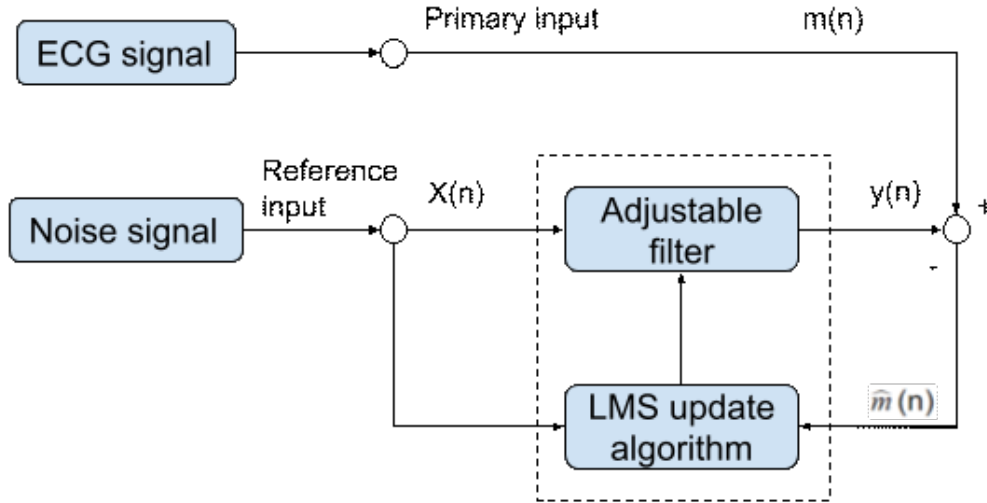 Primary input
m(n)
ECG signal
Reference
input
X(n)
y(n)
+
Noise signal
Adjustable
filter
-
LMS update
algorithm
m̂ (n)